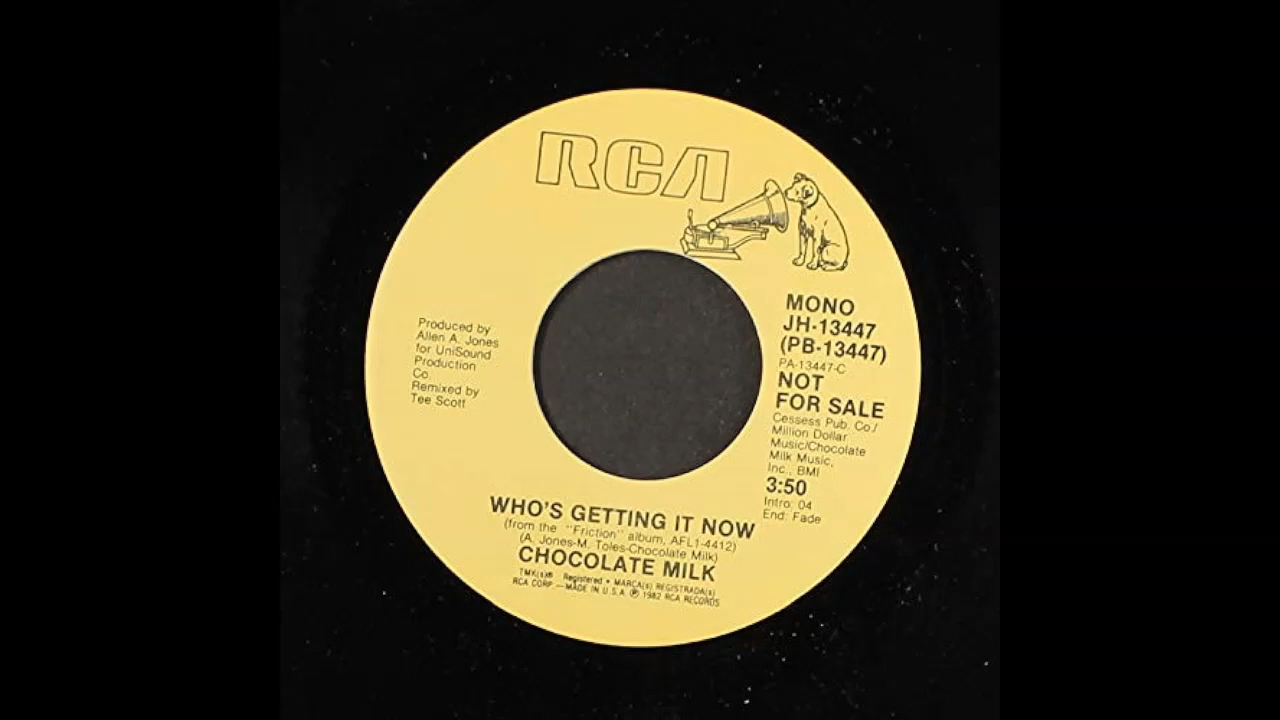 RCA
MONO
JH-13447
(PB-13447)
PA-13447-C
NOT
FOR SALE
Cessess Pub. Co./
Million Dollar
Music/Chocolate
Milk Music,
Inc., BMI
3:50
Intro: 04
End: Fade
Produced by
Allen A. Jones
for UniSound
Production
Co.
Remixed by
Tee Scott
WHO'S GETTING IT NOW
(from the "Friction" album, AFL1-4412)
(A. Jones-M. Toles-Chocolate Milk)
CHOCOLATE MILK
TMK(s)® Registered • MARCA(s) REGISTRADA(s)
RCA CORP.—MADE IN U.S.A. ℗ 1982 RCA RECORDS